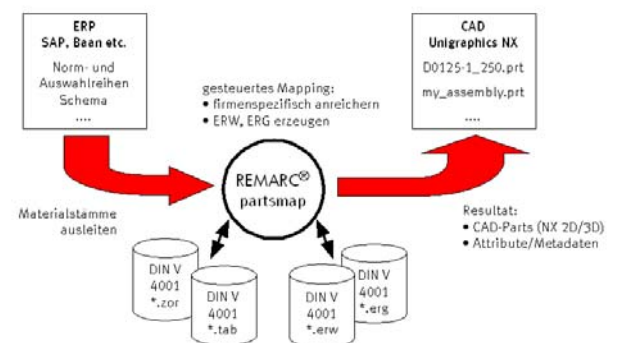 ERP
SAP, Baan etc.
Norm- und
Auswahlreihen
Schema
....
CAD
Unigraphics NX
D0125-1_250.prt
my_assembly.prt
....
gesteuertes Mapping:
• firmenspezifisch anreichern
• ERW, ERG erzeugen
REMARC®
partsmap
Materialstämme
ausleiten
Resultat:
• CAD-Parts (NX 2D/3D)
• Attribute/Metadaten
DIN V
4001
*.zor
DIN V
4001
*.tab
DIN V
4001
*.erw
DIN V
4001
*.erg